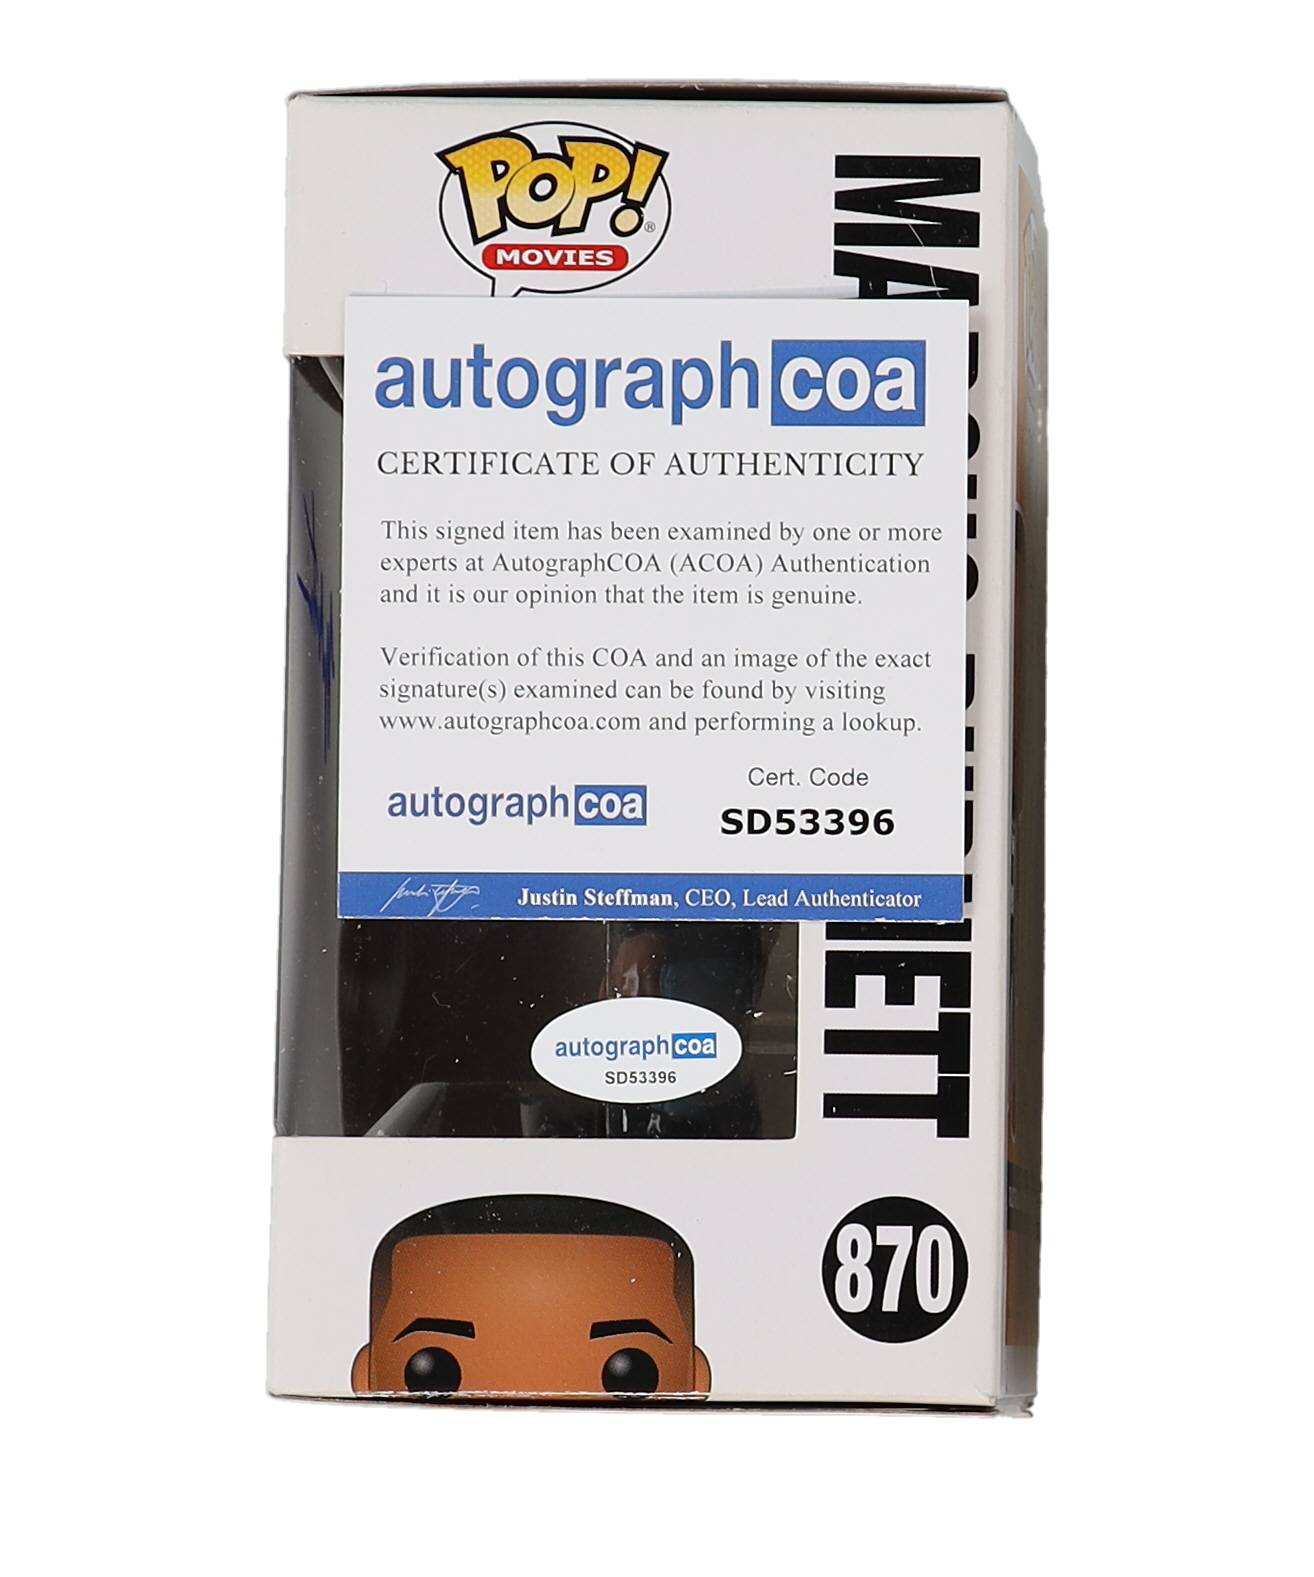 POP!®
MOVIES
autographcoa
CERTIFICATE OF AUTHENTICITY
This signed item has been examined by one or more
experts at AutographCOA (ACOA) Authentication
and it is our opinion that the item is genuine.
Verification of this COA and an image of the exact
signature(s) examined can be found by visiting
www.autographcoa.com and performing a lookup.
Cert. Code
autographcoa
SD53396
Justin Steffman, CEO, Lead Authenticator
autographcoa
SD53396
870